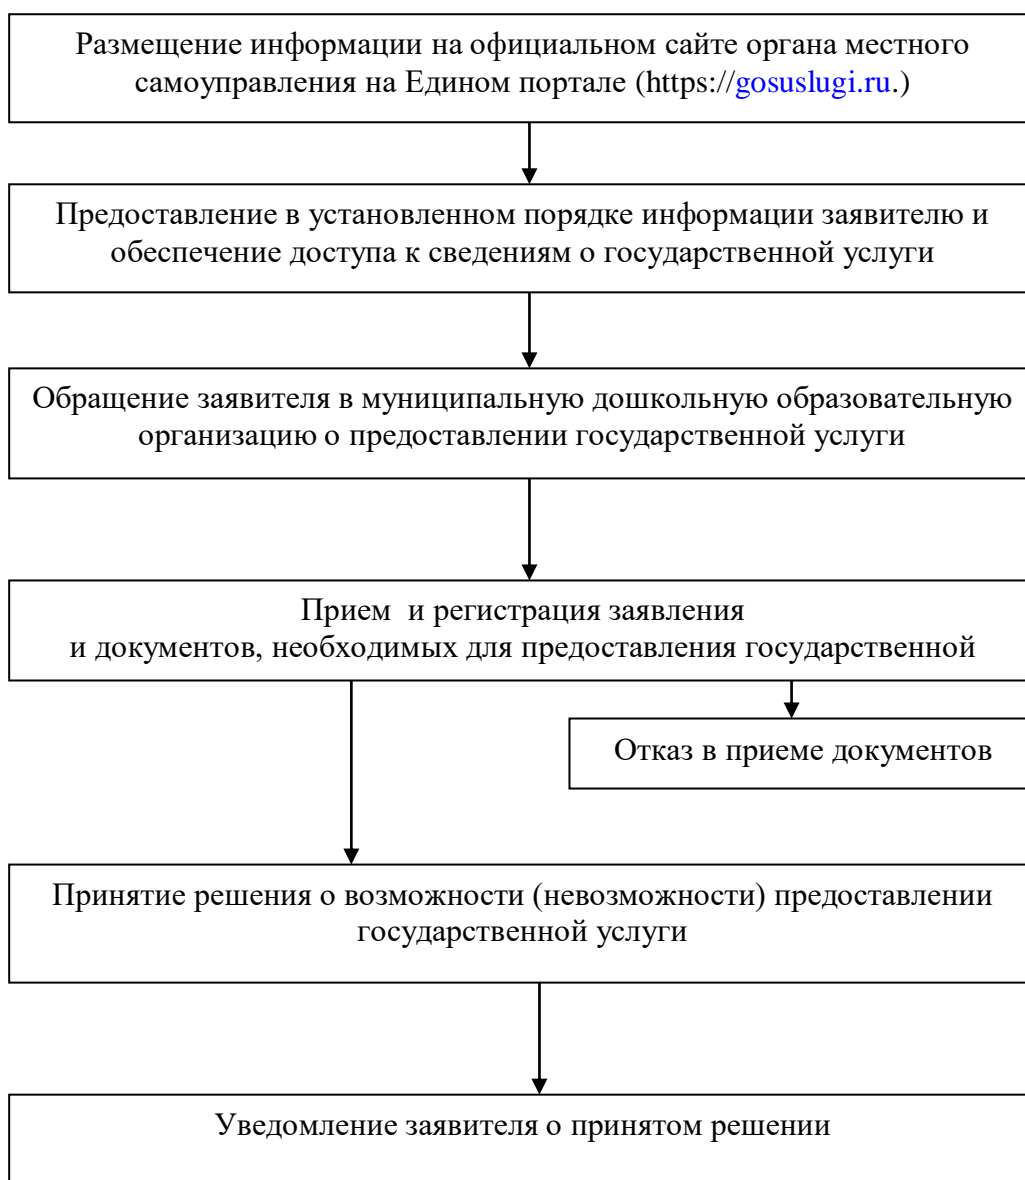 Размещение информации на официальном сайте органа местного
самоуправления на Едином портале (https://gosuslugi.ru.)
Предоставление в установленном порядке информации заявителю и
обеспечение доступа к сведениям о государственной услуги
Обращение заявителя в муниципальную дошкольную образовательную
организацию о предоставлении государственной услуги
Прием и регистрация заявления
и документов, необходимых для предоставления государственной
Отказ в приеме документов
Принятие решения о возможности (невозможности) предоставлении
государственной услуги
Уведомление заявителя о принятом решении